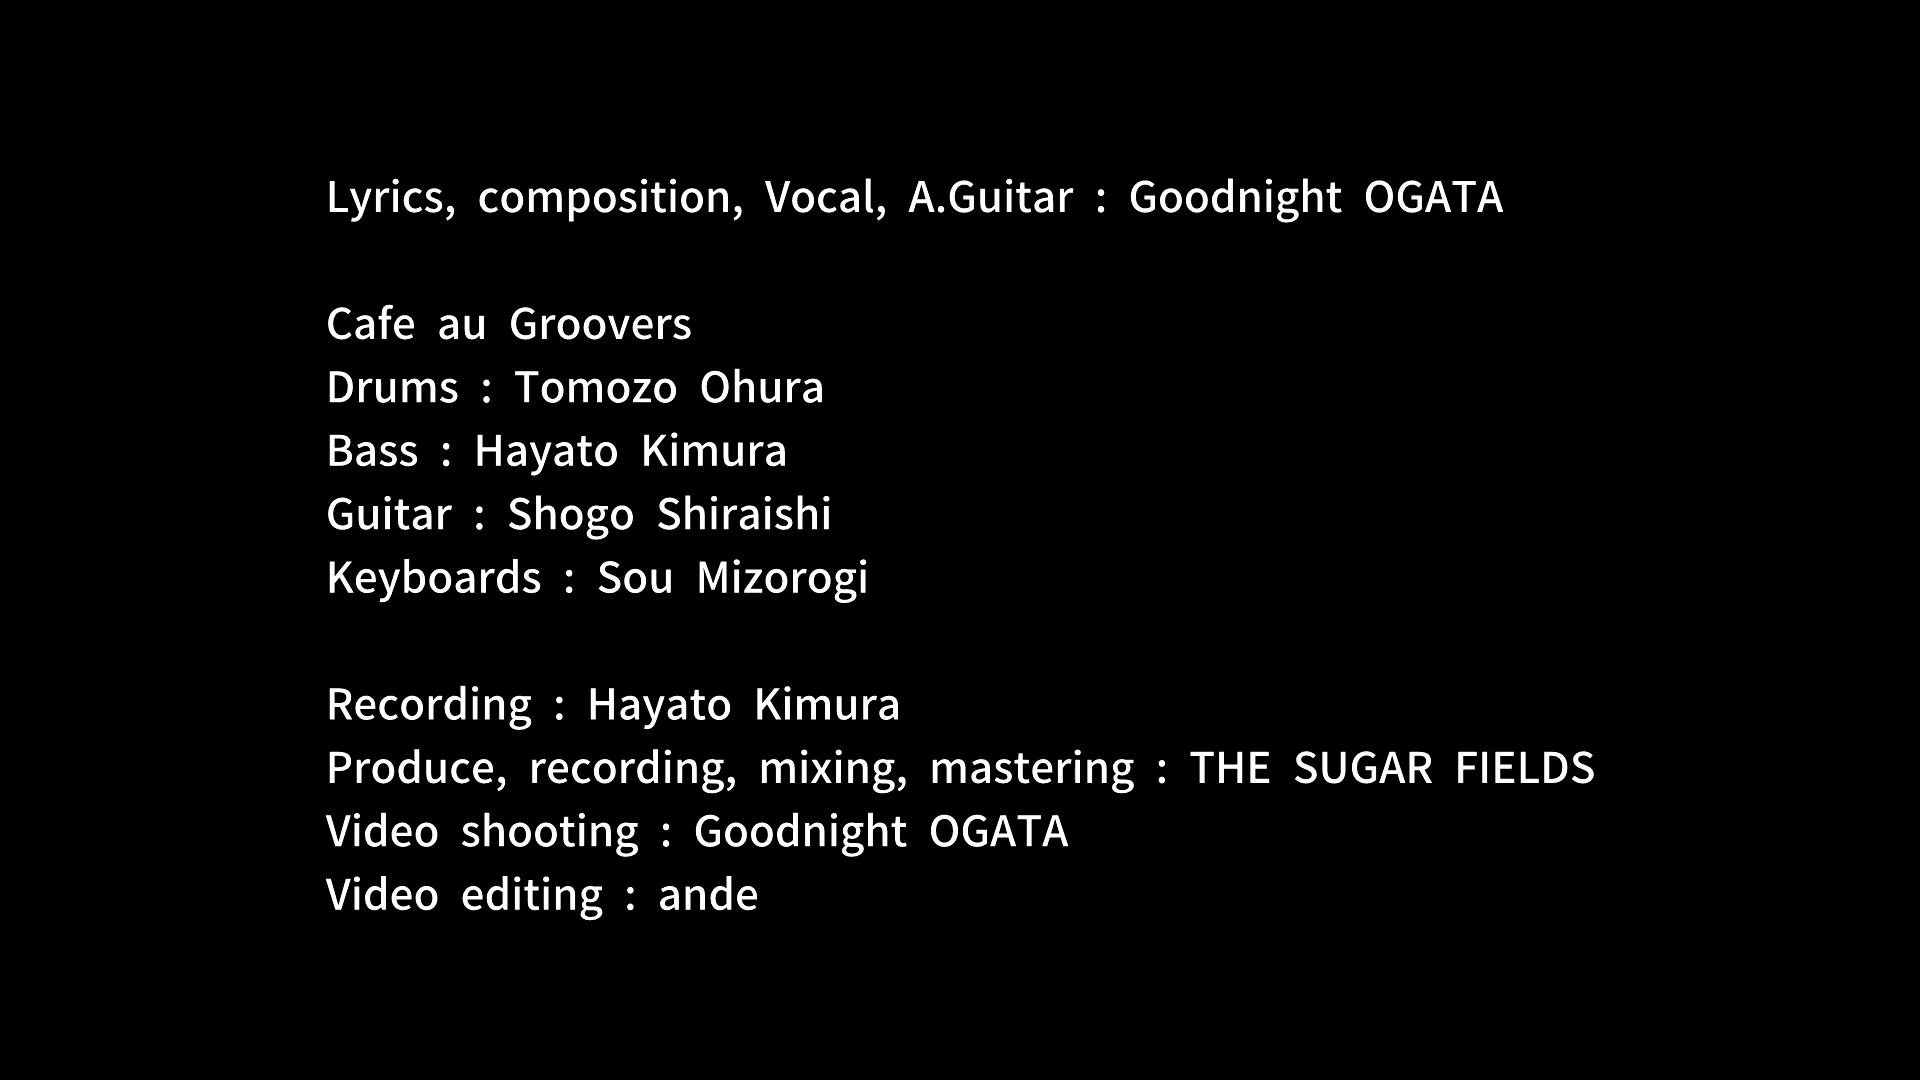 Lyrics, composition, Vocal, A.Guitar : Goodnight OGATA
Cafe au Groovers
Drums : Tomozo Ohura
Bass : Hayato Kimura
Guitar : Shogo Shiraishi
Keyboards : Sou Mizorogi
Recording : Hayato Kimura
Produce, recording, mixing, mastering : THE SUGAR FIELDS
Video shooting : Goodnight OGATA
Video editing : ande